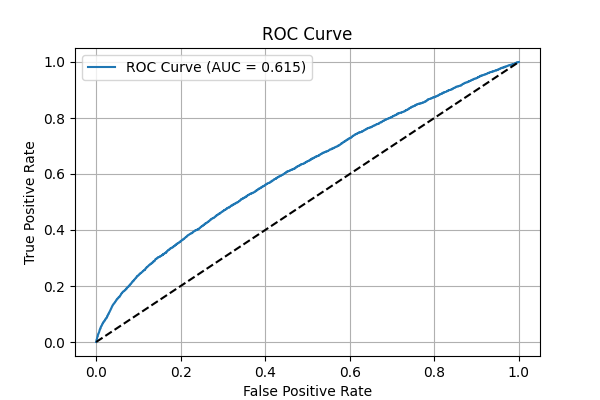 ROC Curve
ROC Curve (AUC = 0.615)
True Positive Rate
1.0
0.8
0.6
0.4
0.2
0.0
0.0 0.2 0.4 0.6 0.8 1.0
False Positive Rate